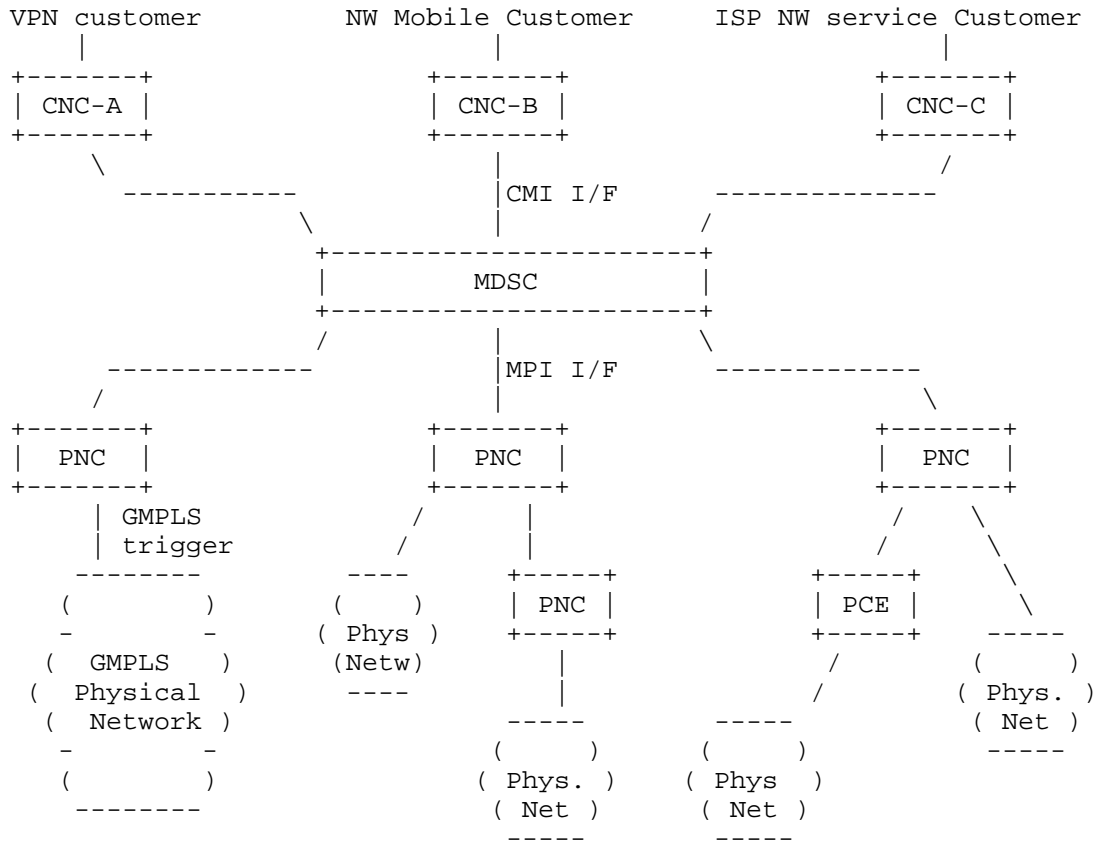 VPN customer NW Mobile Customer ISP NW service Customer
CNC-A CNC-B CNC-C
CMI I/F
MDSC
MPI I/F
PNC PNC PNC
GMPLS
trigger
PNC PCE
Phys
GMPLS Netw
Physical Phys.
Network Net
Phys. Phys
Net Net